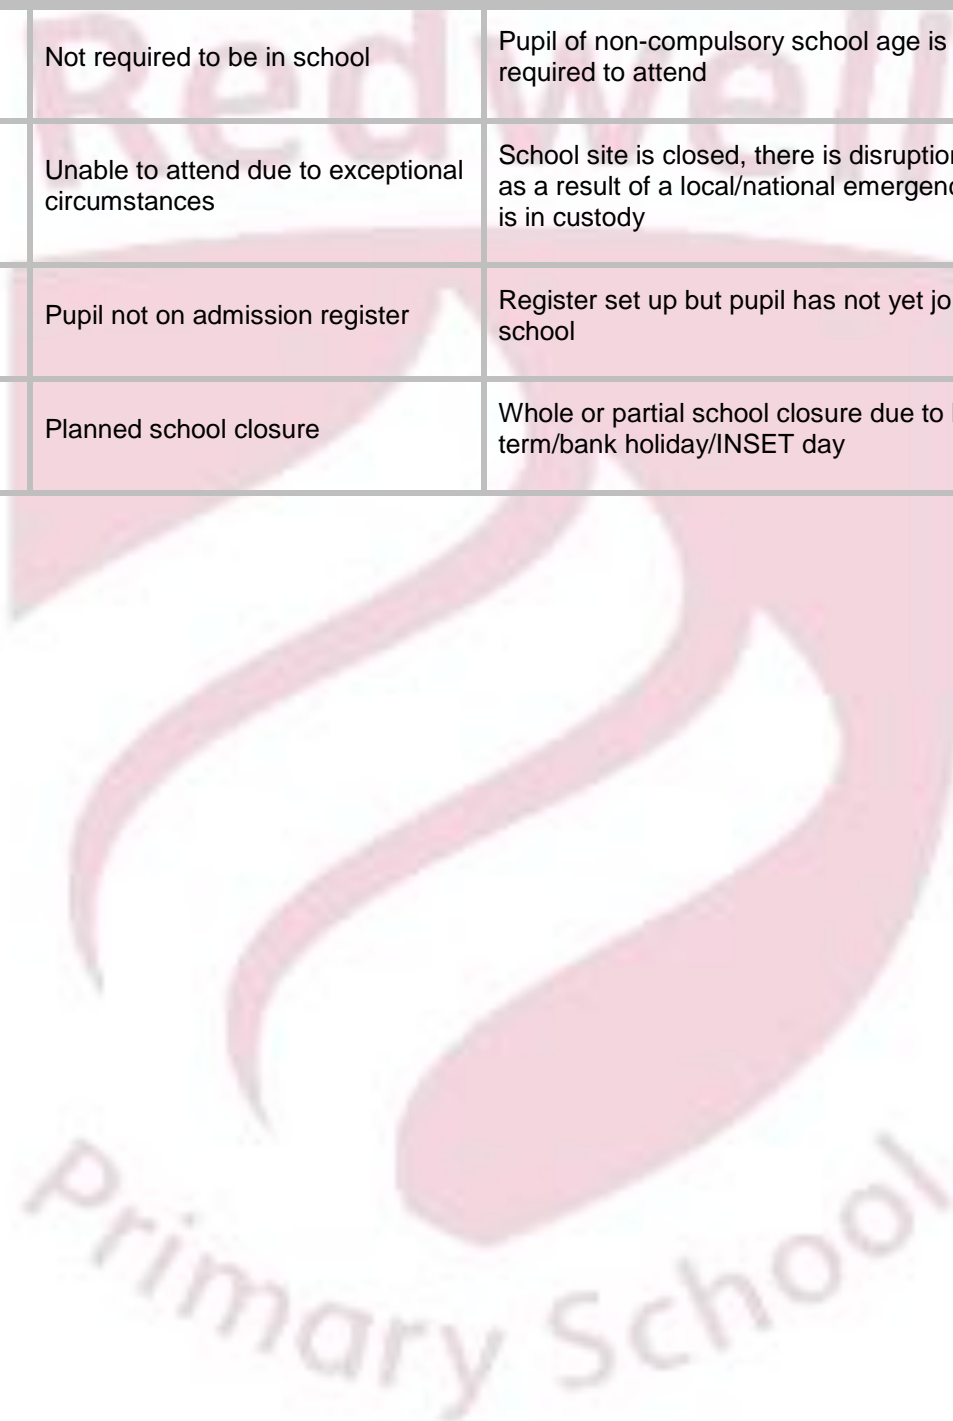 Redwell
Not required to be in school
Pupil of non-compulsory school age is
required to attend
Unable to attend due to exceptional
circumstances
School site is closed, there is disruption
as a result of a local/national emergenc
is in custody
Pupil not on admission register
Register set up but pupil has not yet jo
school
Planned school closure
Whole or partial school closure due to
term/bank holiday/INSET day
Primary School